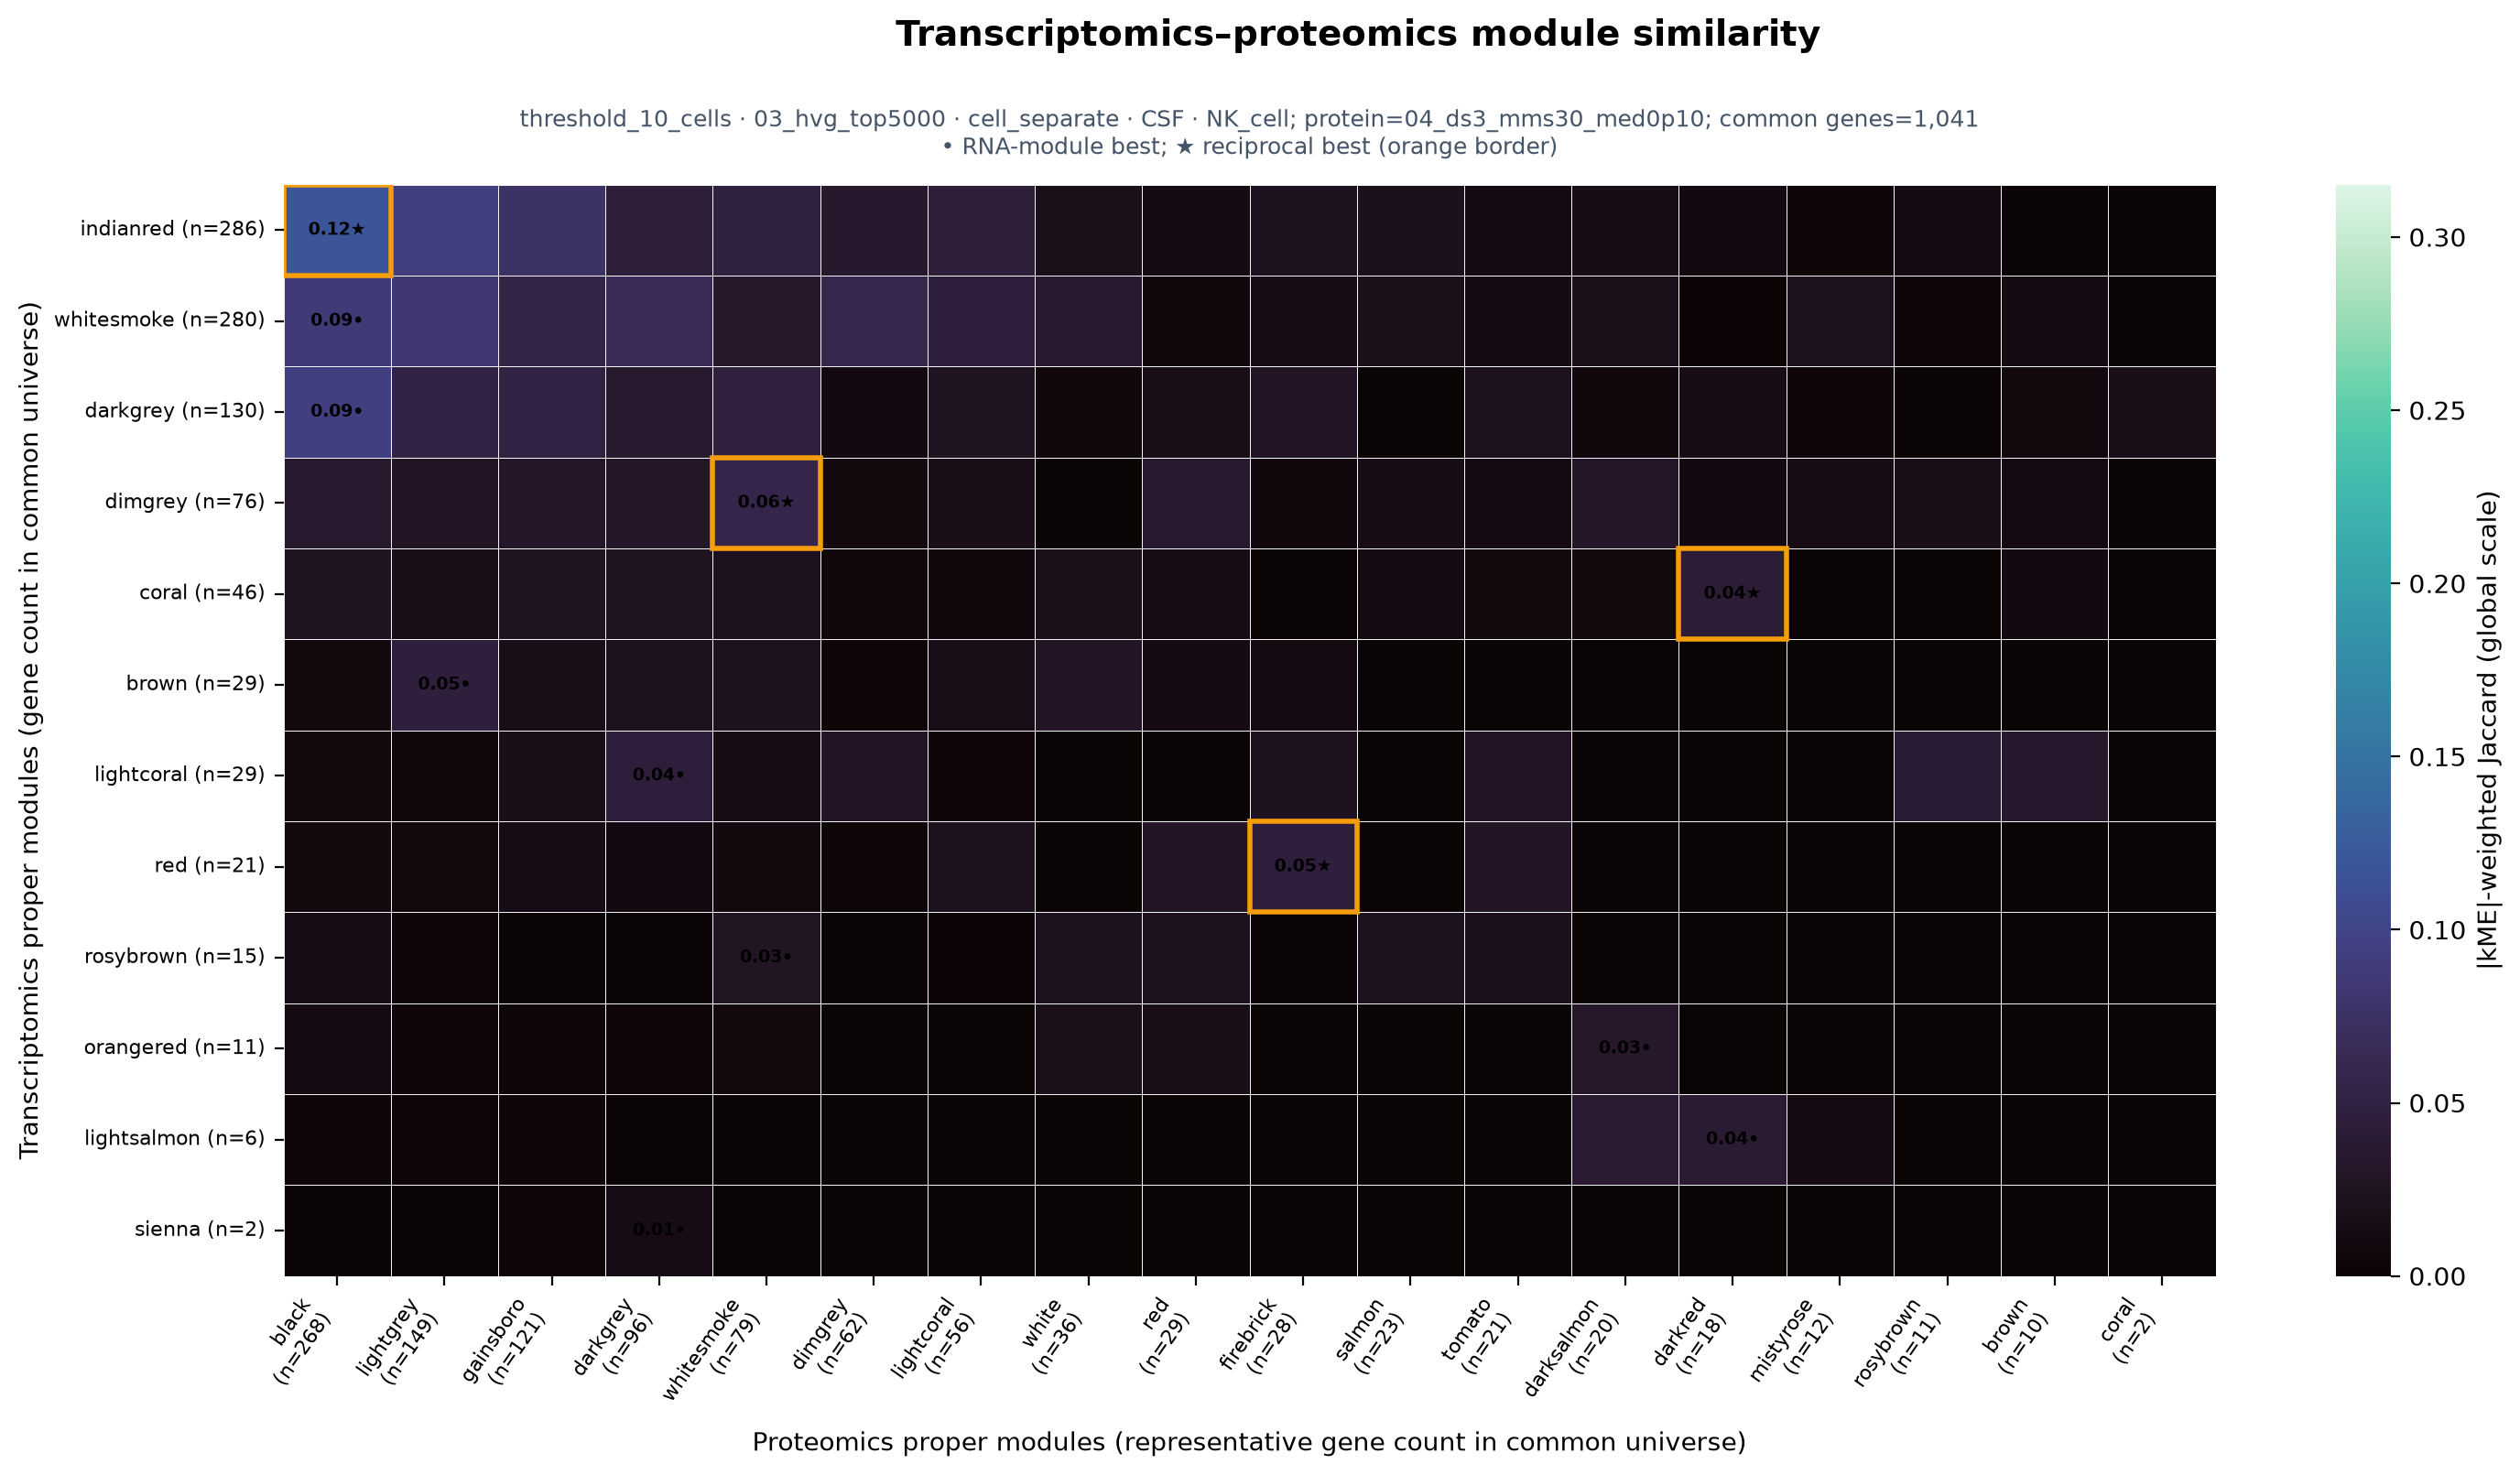 Transcriptomics–proteomics module similarity
threshold_10_cells · 03_hvg_top5000 · cell_separate · CSF · NK_cell; protein=04_ds3_mms30_med0p10; common genes=1,041
• RNA-module best; ★ reciprocal best (orange border)
Transcriptomics proper modules (gene count in common universe)
indianred (n=286)
whitesmoke (n=280)
darkgrey (n=130)
dimgrey (n=76)
coral (n=46)
brown (n=29)
lightcoral (n=29)
red (n=21)
rosybrown (n=15)
orangered (n=11)
lightsalmon (n=6)
sienna (n=2)
0.12★
0.09•
0.09•
0.06★
0.04★
0.05•
0.04•
0.05★
0.03•
0.03•
0.04•
0.01•
black
(n=268)
lightgrey
(n=149)
gainsboro
(n=121)
darkgrey
(n=96)
whitesmoke
(n=79)
dimgrey
(n=62)
lightcoral
(n=56)
white
(n=36)
red
(n=29)
firebrick
(n=28)
salmon
(n=23)
tomato
(n=21)
darksalmon
(n=20)
darkred
(n=18)
mistyrose
(n=12)
rosybrown
(n=11)
brown
(n=10)
coral
(n=2)
Proteomics proper modules (representative gene count in common universe)
0.30
0.25
0.20
0.15
0.10
0.05
0.00
|kME|-weighted Jaccard (global scale)